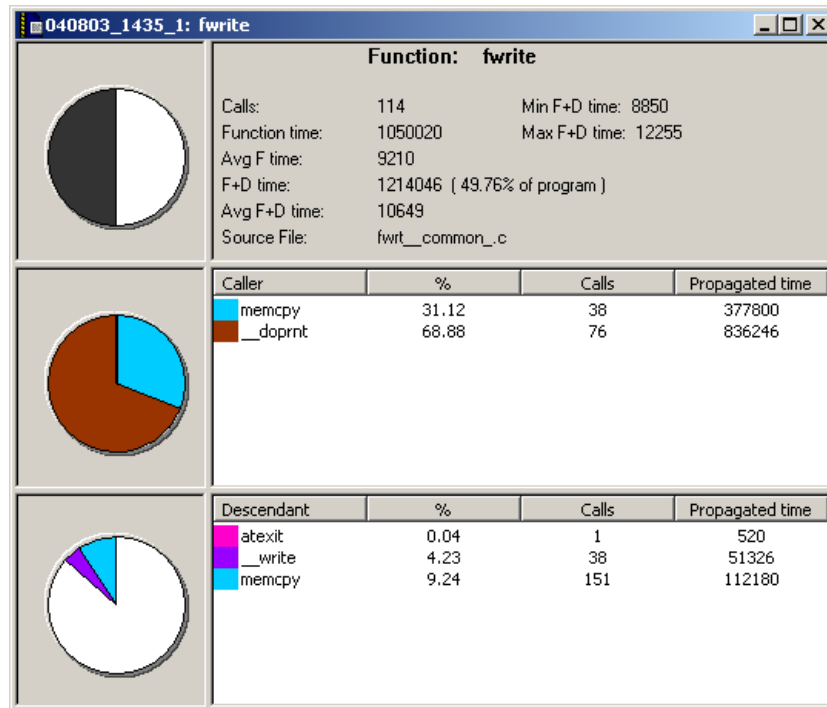 040803_1435_1: fwrite
Function: fwrite
Calls: 114 Min F+D time: 8850
Function time: 1050020 Max F+D time: 12255
Avg F time: 9210
F+D time: 1214046 ( 49.76% of program )
Avg F+D time: 10649
Source File: fwrt__common_.c
Caller % Calls Propagated time
memcpy 31.12 38 377800
__doprnt 68.88 76 836246
Descendant % Calls Propagated time
atexit 0.04 1 520
__write 4.23 38 51326
memcpy 9.24 151 112180